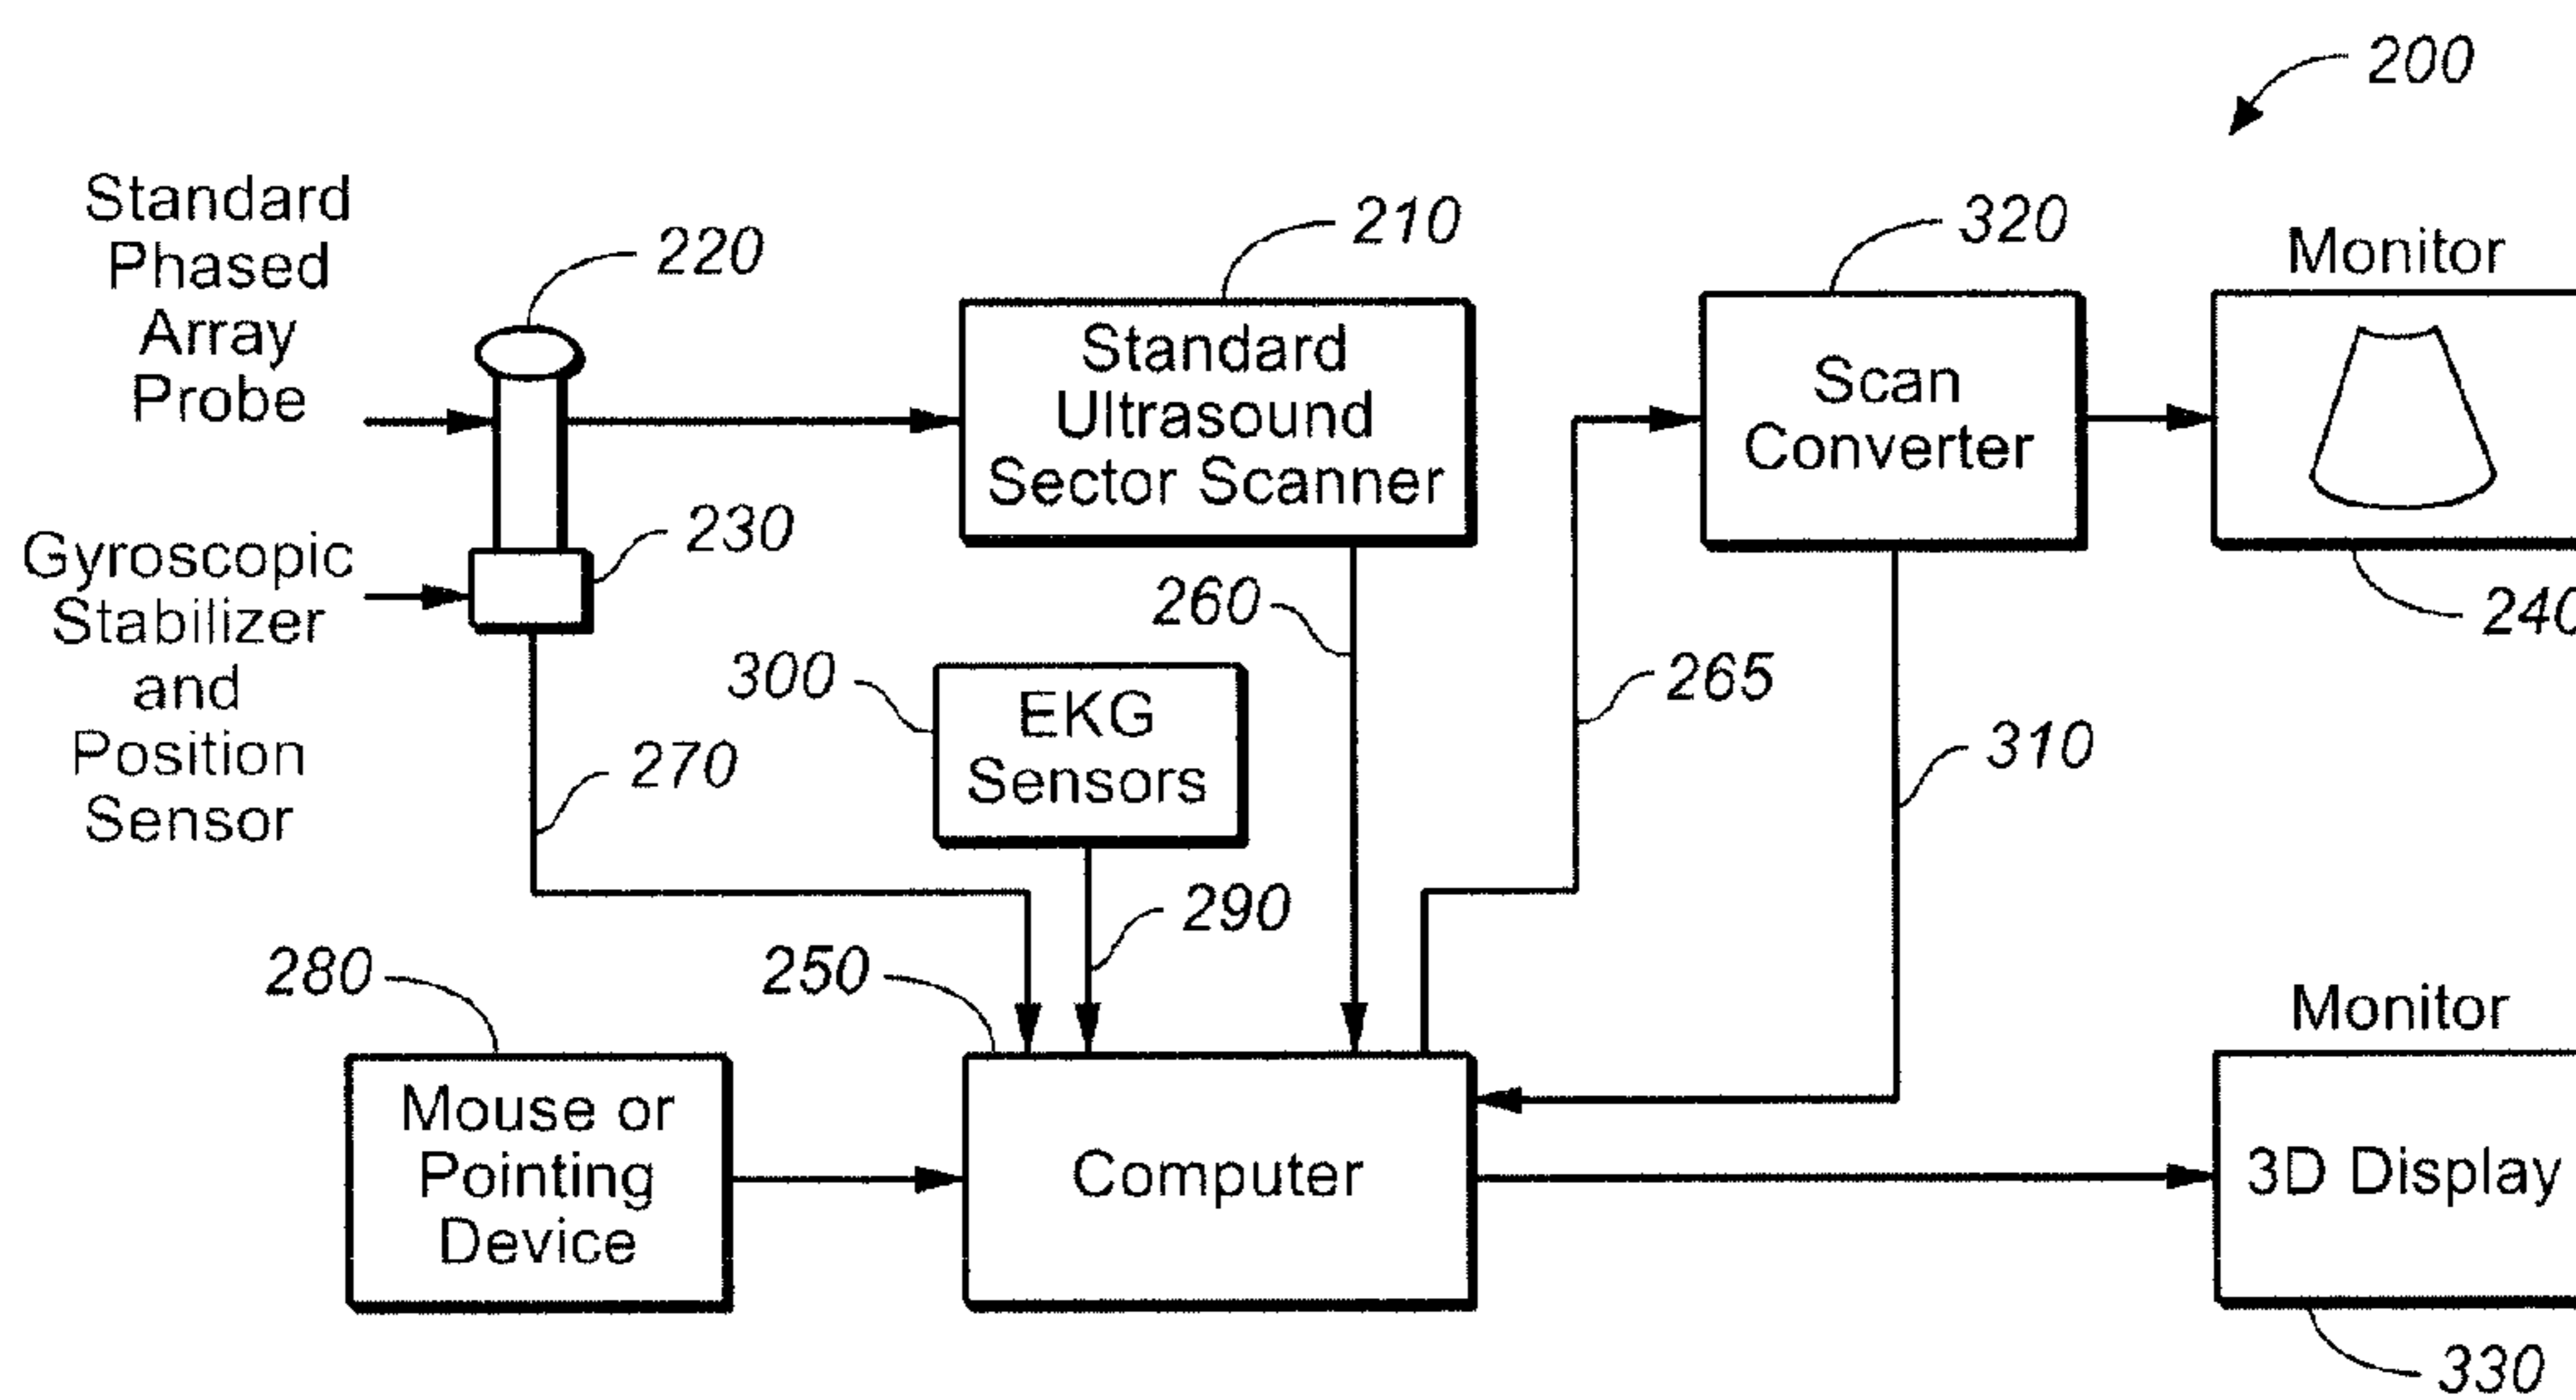 200
Standard
Phased
Array
Probe
220
210
Standard
Ultrasound
Sector Scanner
320
Scan
Converter
Monitor
240
Gyroscopic
Stabilizer
and
Position
Sensor
230
260
300
EKG
Sensors
265
310
270
290
280
250
Mouse or
Pointing
Device
Computer
Monitor
3D Display
330